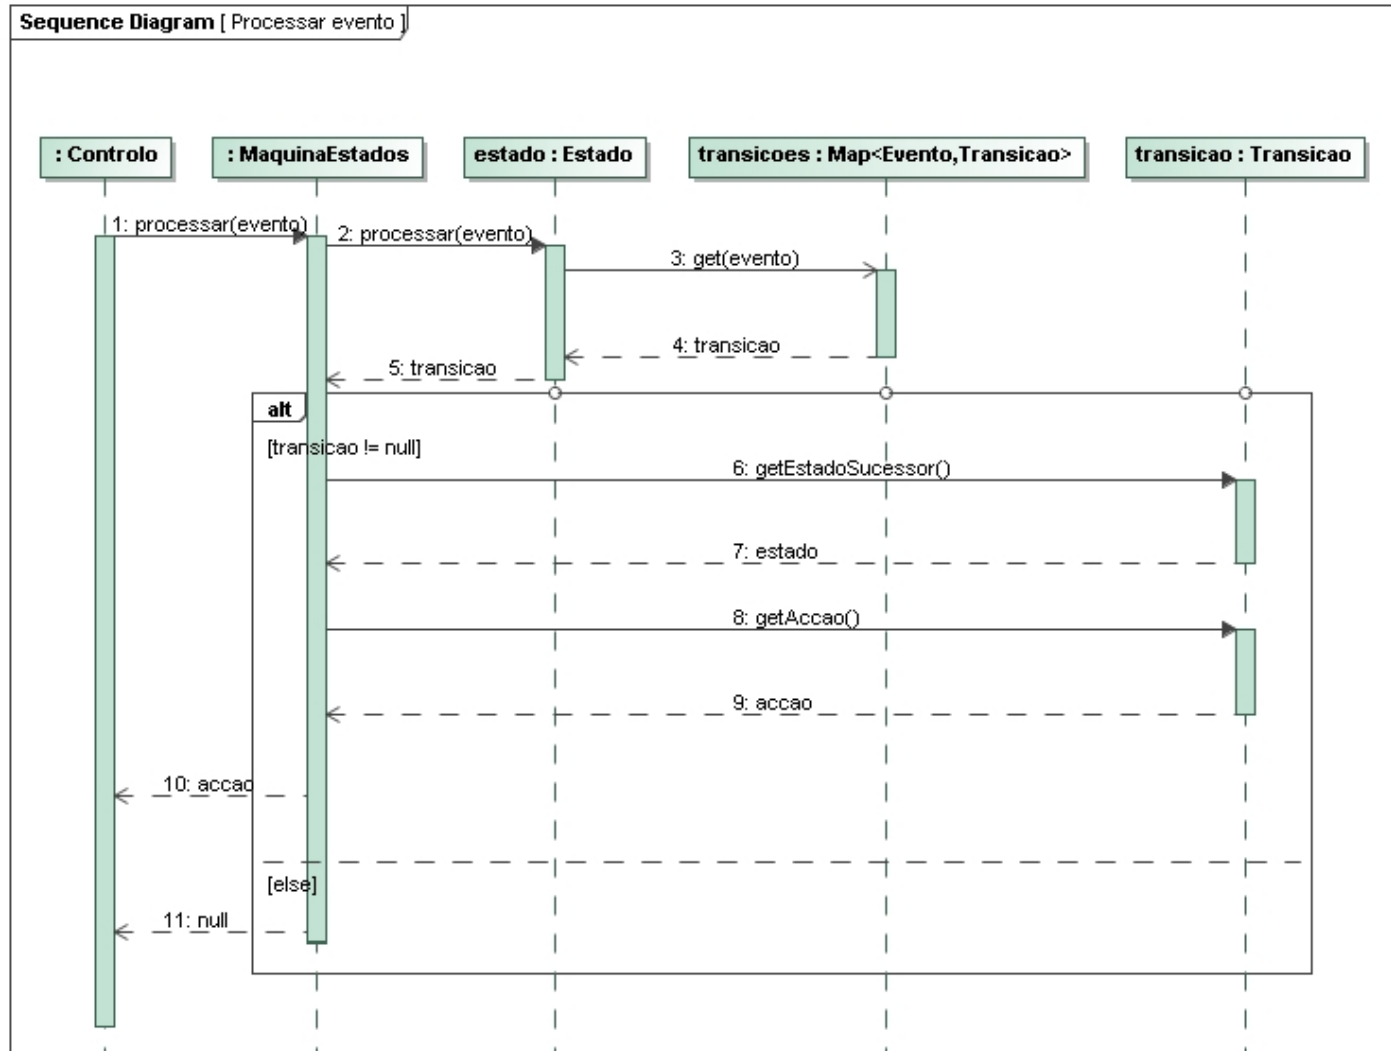 Sequence Diagram [ Processar evento ]
: Controlo
: MaquinaEstados
estado : Estado
transicoes : Map<Evento,Transicao>
transicao : Transicao
1: processar(evento)
2: processar(evento)
3: get(evento)
4: transicao
5: transicao
alt
[transicao != null]
6: getEstadoSucessor()
7: estado
8: getAccao()
9: accao
10: accao
[else]
11: null